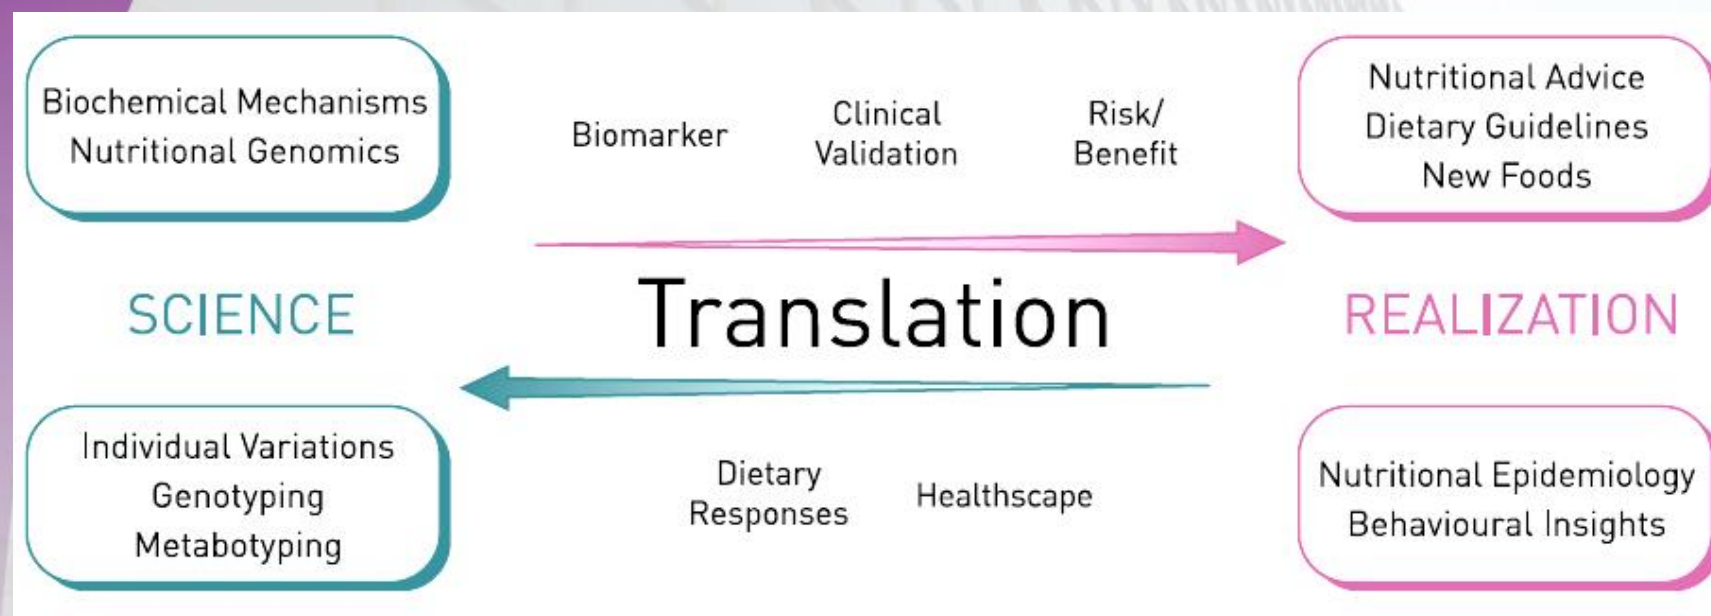 Biochemical Mechanisms
Nutritional Genomics
Biomarker
Clinical
Validation
Risk/
Benefit
Nutritional Advice
Dietary Guidelines
New Foods
SCIENCE
Translation
REALIZATION
Individual Variations
Genotyping
Metabotyping
Dietary
Responses
Healthscape
Nutritional Epidemiology
Behavioural Insights